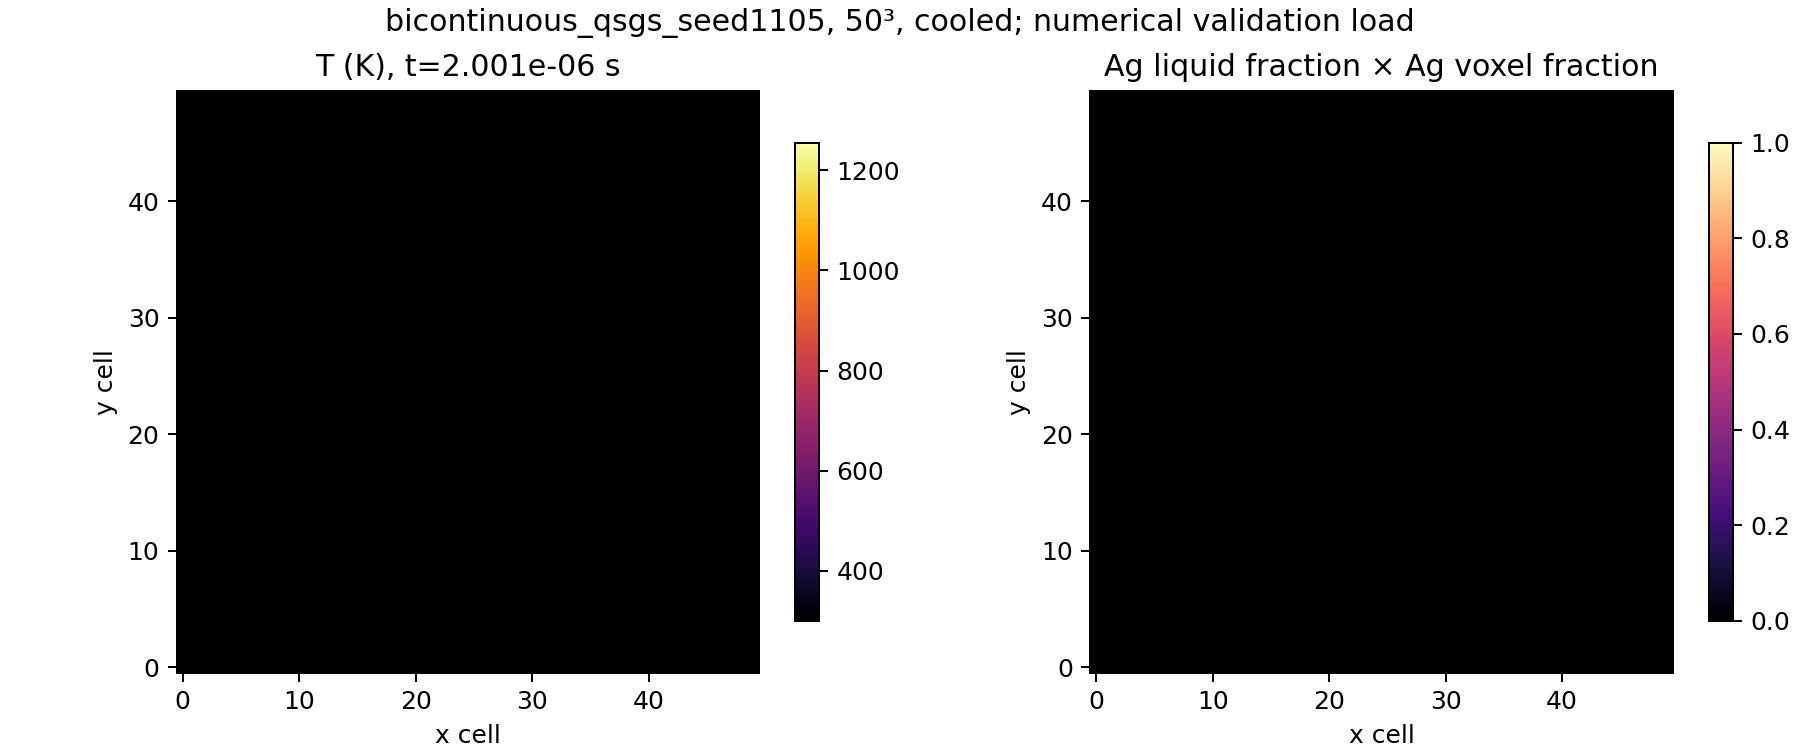 bicontinuous_qsgs_seed1105, 50³, cooled; numerical validation load
T (K), t=2.001e-06 s
40
30
20
10
0
y cell
0 10 20 30 40
x cell
1200
1000
800
600
400
Ag liquid fraction × Ag voxel fraction
40
30
20
10
0
y cell
0 10 20 30 40
x cell
1.0
0.8
0.6
0.4
0.2
0.0